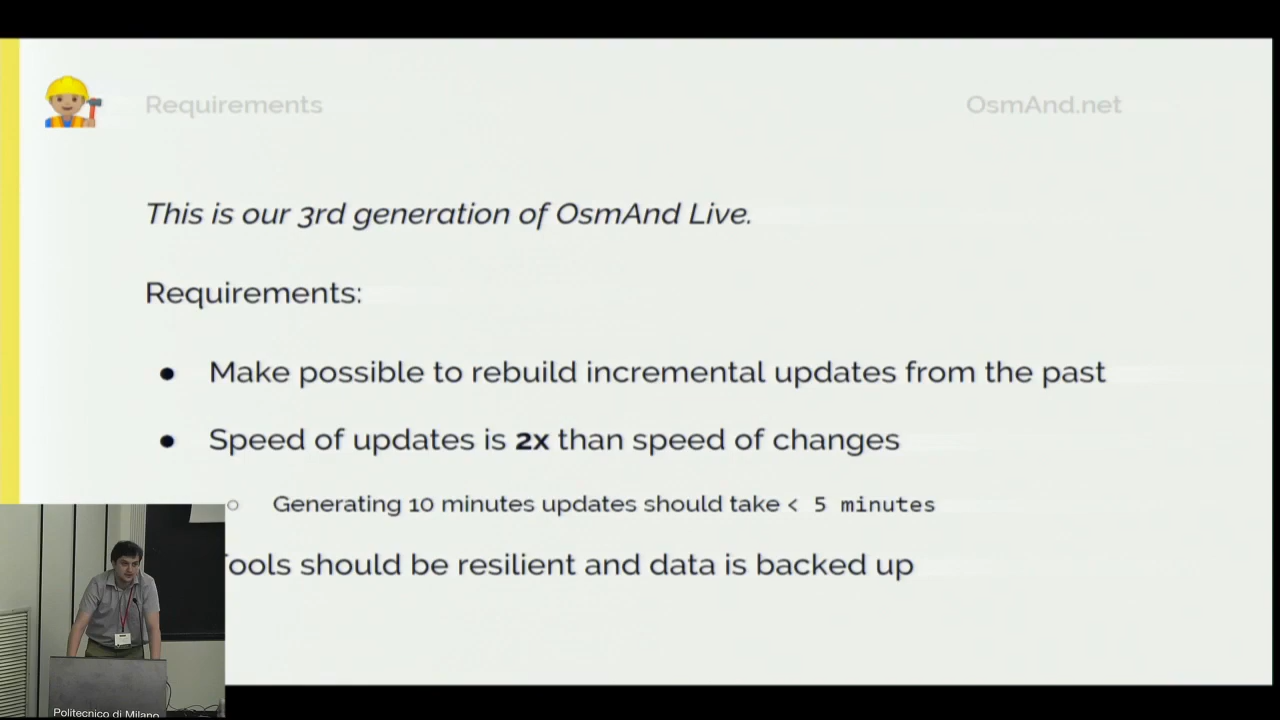 Requirements
OsmAnd.net
This is our 3rd generation of OsmAnd Live.
Requirements:
● Make possible to rebuild incremental updates from the past
● Speed of updates is 2x than speed of changes
○ Generating 10 minutes updates should take < 5 minutes
Tools should be resilient and data is backed up
Politecnico di Milano